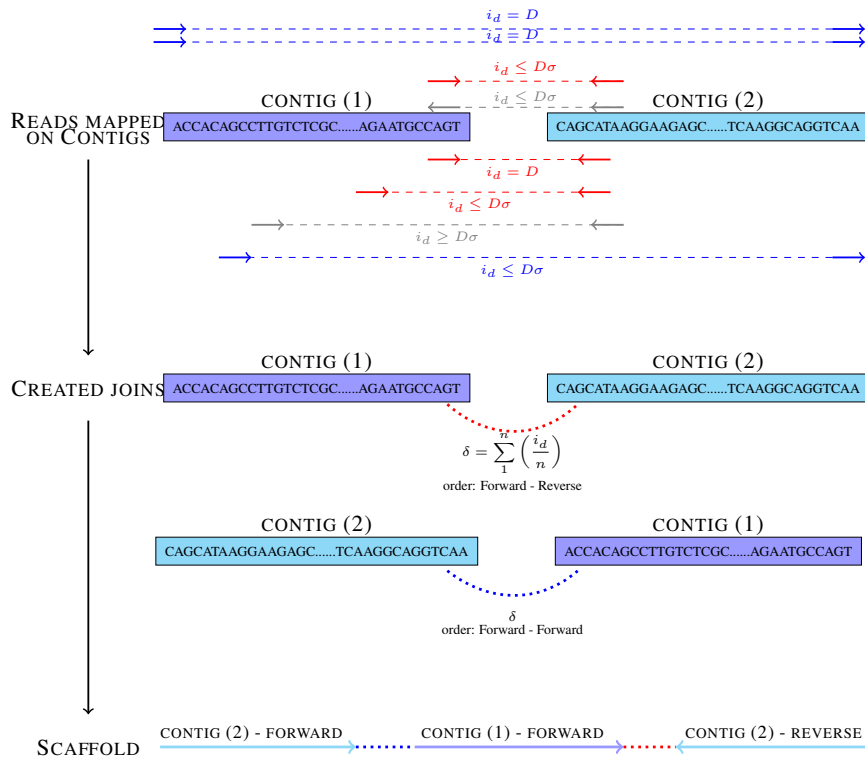 i_d = D
i_d = D
i_d ≤ Dσ
i_d ≤ Dσ
CONTIG (1)
CONTIG (2)
READS MAPPED
ON CONTIGS
ACCACAGCCTTGTCTCGC......AGAATGCCAGT
CAGCATAAGGAAGAGC......TCAAGGCAGGTCAA
i_d = D
i_d ≤ Dσ
i_d ≥ Dσ
i_d ≤ Dσ
CONTIG (1)
CONTIG (2)
CREATED JOINS
ACCACAGCCTTGTCTCGC......AGAATGCCAGT
CAGCATAAGGAAGAGC......TCAAGGCAGGTCAA
δ = ∑_1^n (i_d/n)
order: Forward - Reverse
CONTIG (2)
CONTIG (1)
CAGCATAAGGAAGAGC......TCAAGGCAGGTCAA
ACCACAGCCTTGTCTCGC......AGAATGCCAGT
δ
order: Forward - Forward
SCAFFOLD
CONTIG (2) - FORWARD
CONTIG (1) - FORWARD
CONTIG (2) - REVERSE